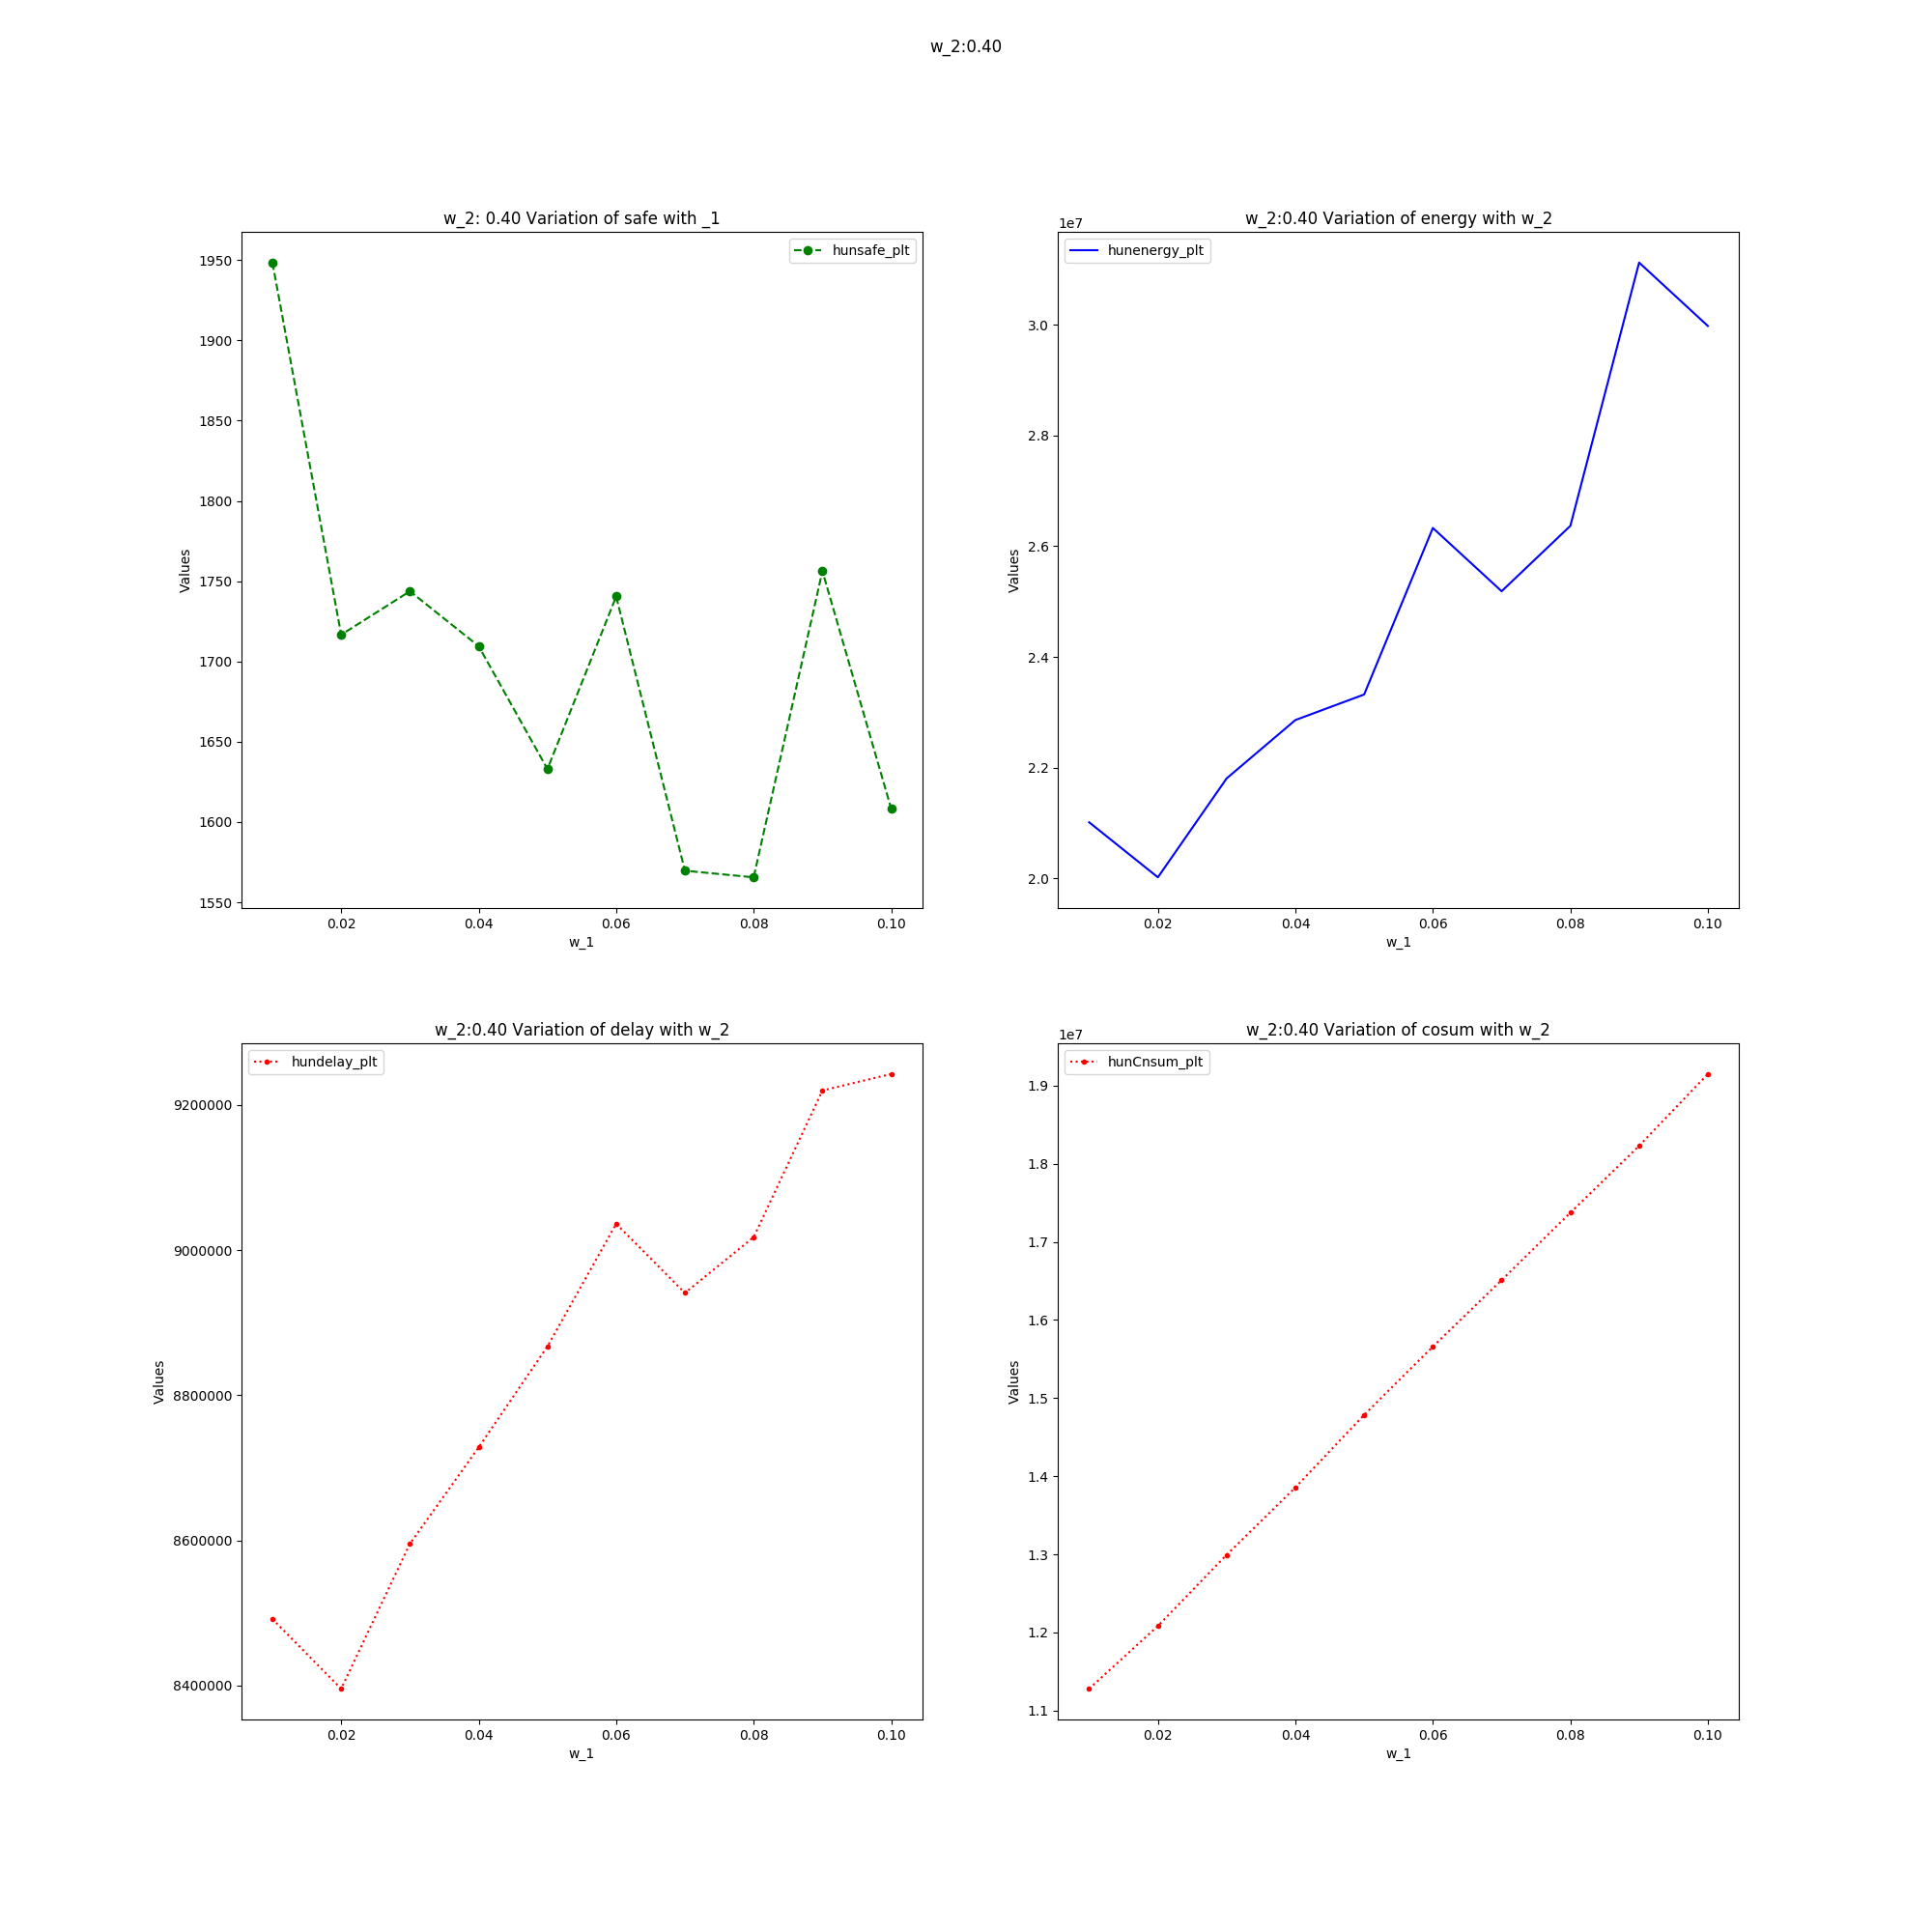 w_2:0.40
w_2: 0.40 Variation of safe with _1
hunsafe_plt
Values
1950
1900
1850
1800
1750
1700
1650
1600
1550
0.02 0.04 0.06 0.08 0.10
w_1
w_2:0.40 Variation of energy with w_2
1e7
hunenergy_plt
Values
3.0
2.8
2.6
2.4
2.2
2.0
0.02 0.04 0.06 0.08 0.10
w_1
w_2:0.40 Variation of delay with w_2
hundelay_plt
Values
9200000
9000000
8800000
8600000
8400000
0.02 0.04 0.06 0.08 0.10
w_1
w_2:0.40 Variation of cosum with w_2
1e7
hunCnsum_plt
Values
1.9
1.8
1.7
1.6
1.5
1.4
1.3
1.2
1.1
0.02 0.04 0.06 0.08 0.10
w_1